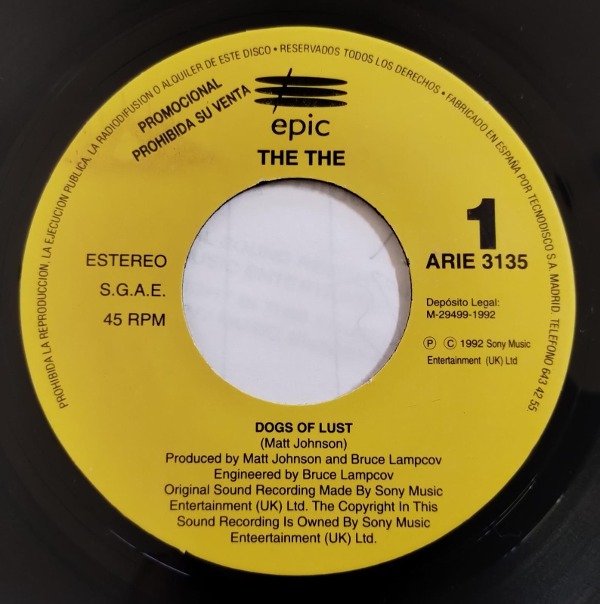 PROHIBIDA LA REPRODUCCION, LA EJECUCION PUBLICA, LA RADIODIFUSION O ALQUILER DE ESTE DISCO • RESERVADOS TODOS LOS DERECHOS • FABRICADO EN ESPAÑA POR TECNODISCO S A. MADRID. TELEFONO 643 42 55
PROMOCIONAL
PROHIBIDA SU VENTA
epic
THE THE
1
ESTEREO
ARIE 3135
S.G.A.E.
45 RPM
Depósito Legal:
M-29499-1992
Ⓟ Ⓒ 1992 Sony Music
Entertainment (UK) Ltd
DOGS OF LUST
(Matt Johnson)
Produced by Matt Johnson and Bruce Lampcov
Engineered by Bruce Lampcov
Original Sound Recording Made By Sony Music
Entertainment (UK) Ltd. The Copyright In This
Sound Recording Is Owned By Sony Music
Enteertainment (UK) Ltd.